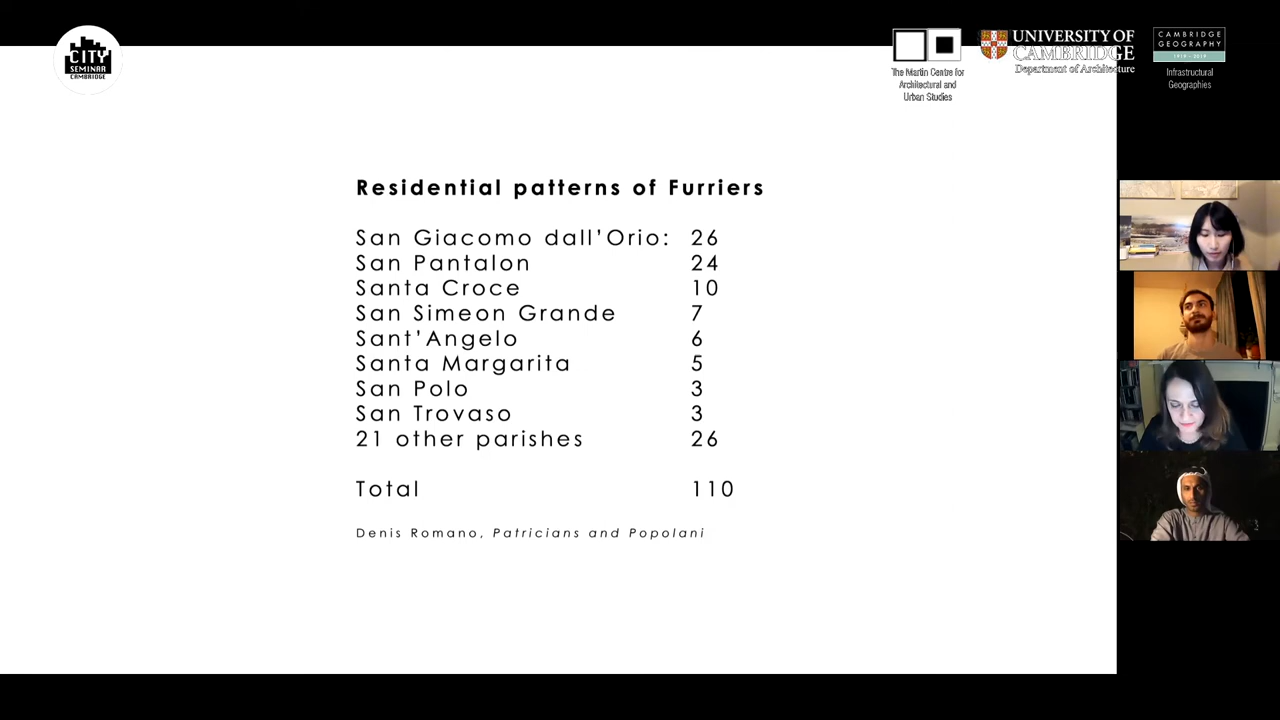 CITY
SEMINAR
CAMBRIDGE
The Martin Centre for
Architectural and
Urban Studies
UNIVERSITY OF
CAMBRIDGE
Department of Architecture
CAMBRIDGE
GEOGRAPHY
1919 - 2019
Infrastructural
Geographies
Residential patterns of Furriers
San Giacomo dall'Orio: 26
San Pantalon 24
Santa Croce 10
San Simeon Grande 7
Sant'Angelo 6
Santa Margarita 5
San Polo 3
San Trovaso 3
21 other parishes 26
Total 110
Denis Romano, Patricians and Popolani